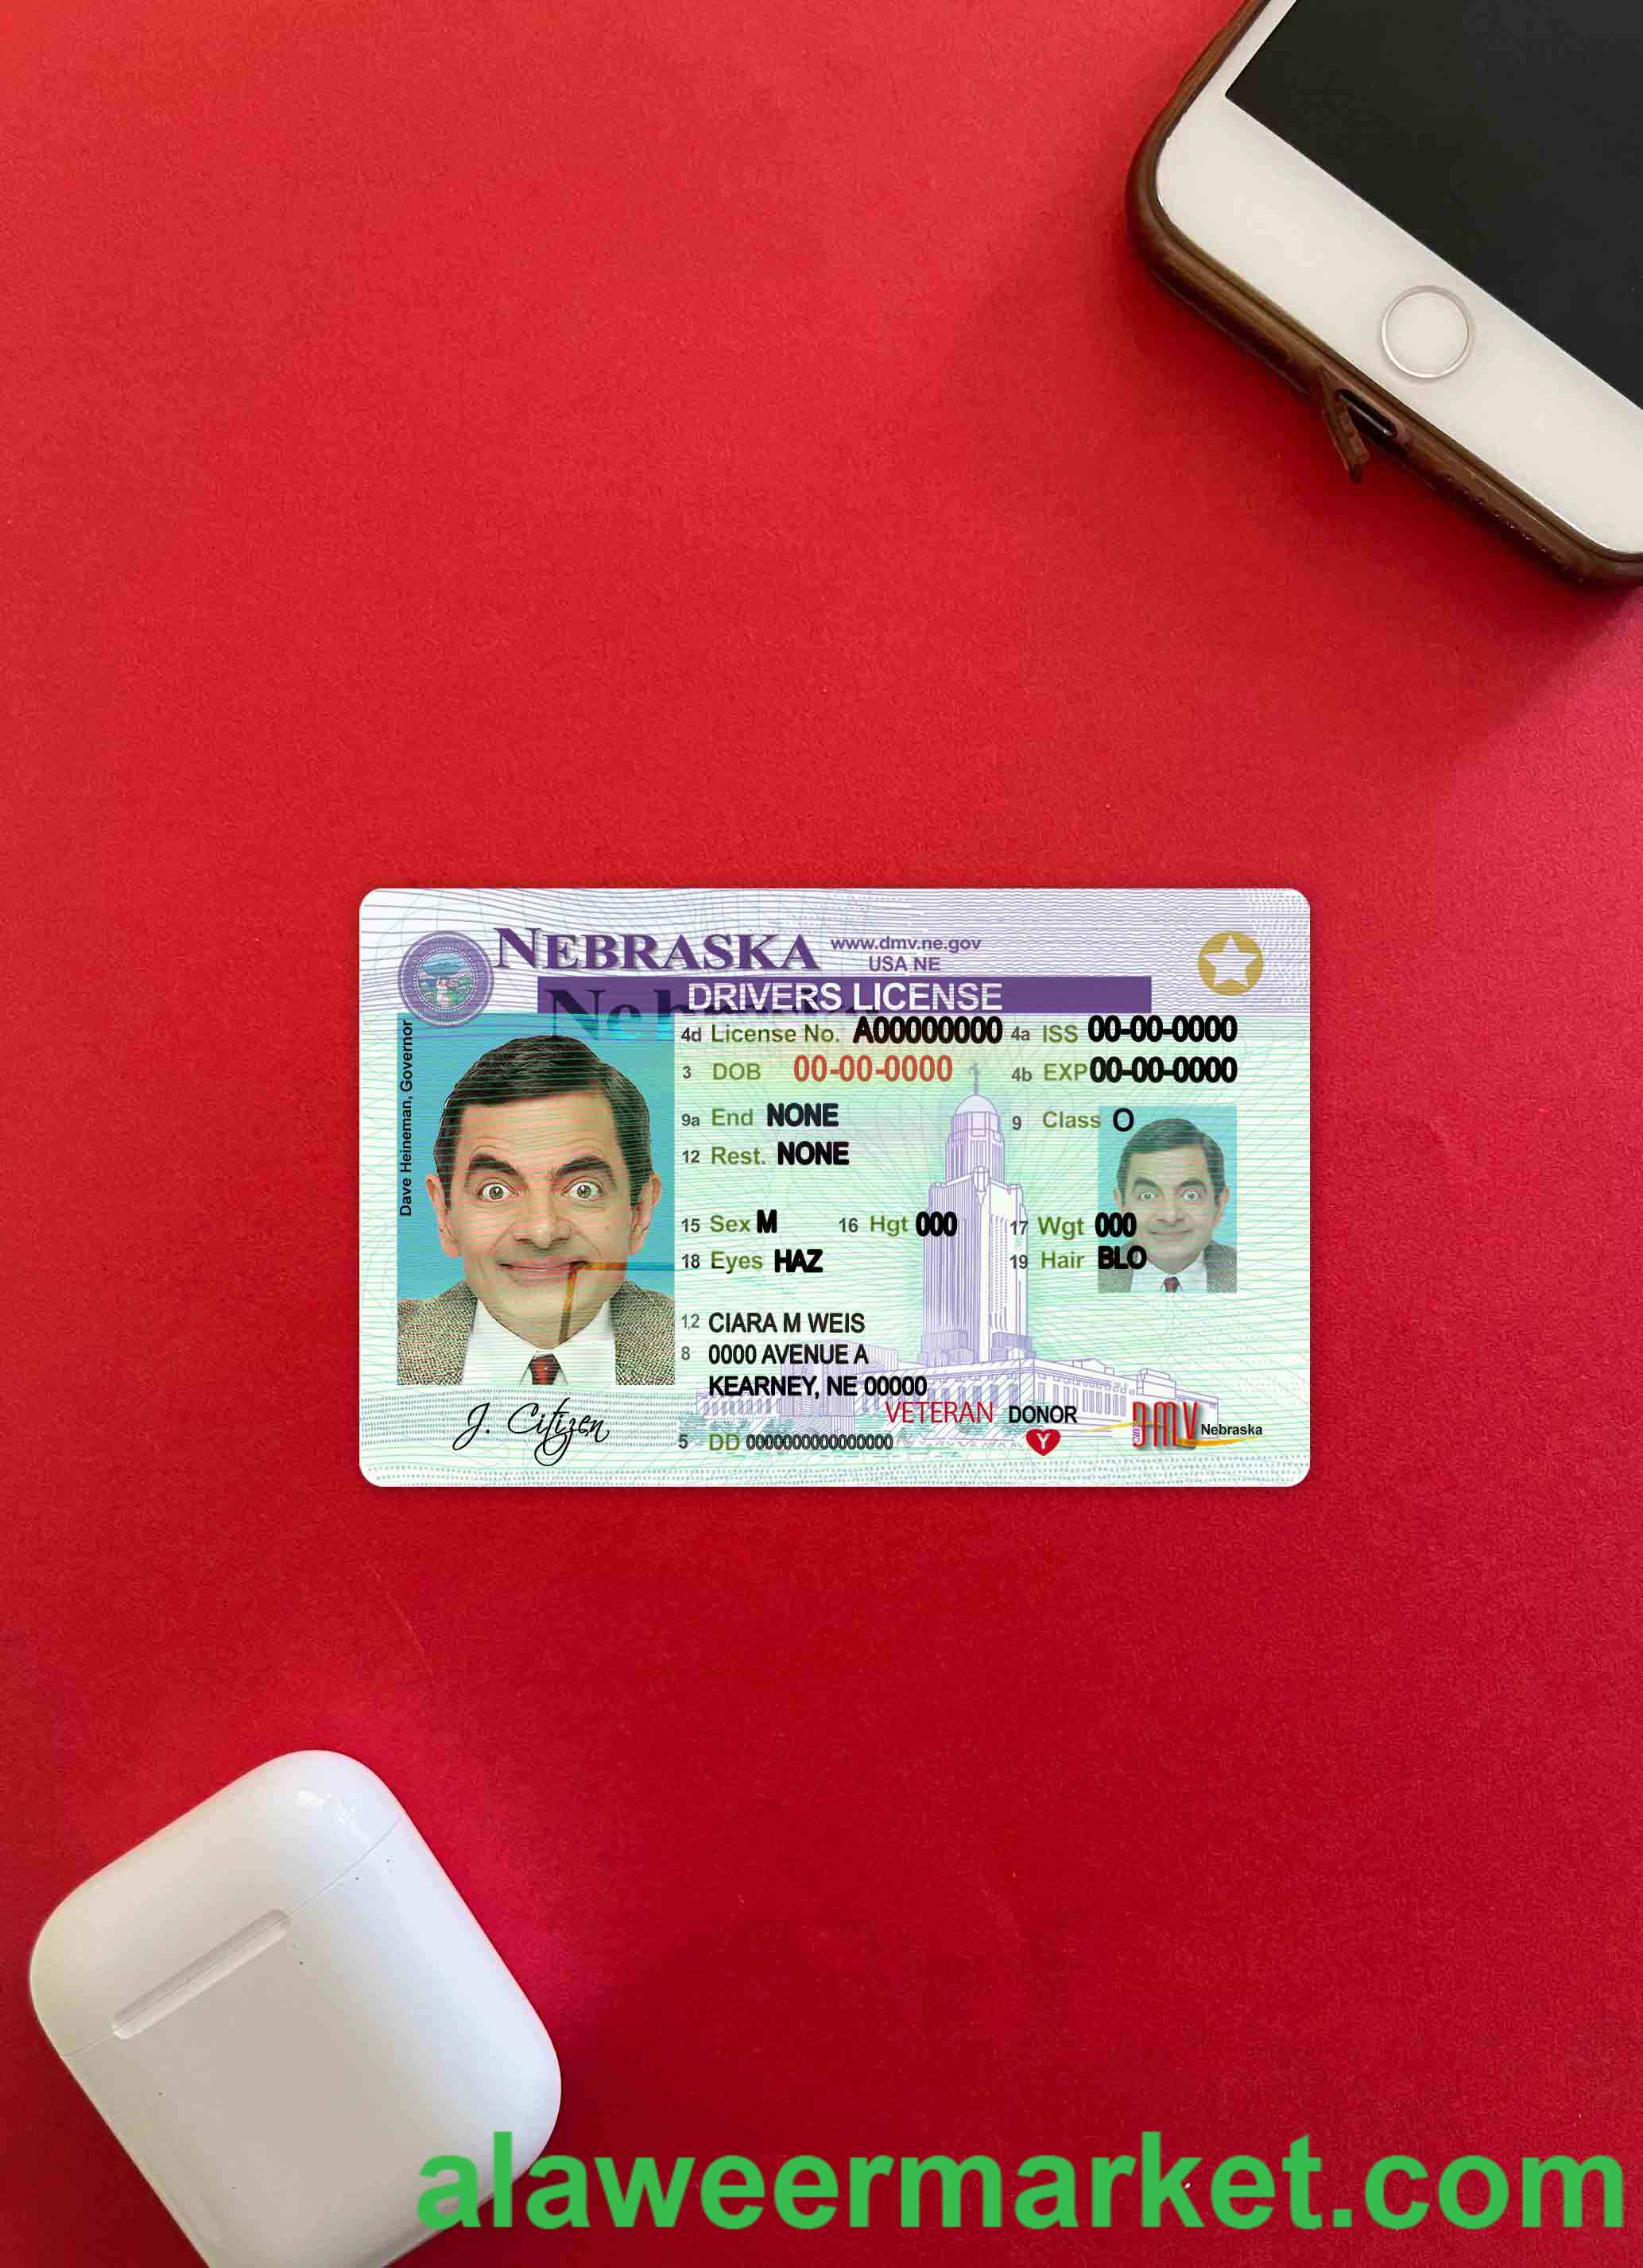 NEBRASKA www.dmv.ne.gov
USA NE
DRIVERS LICENSE
4d License No. A00000000 4a ISS 00-00-0000
3 DOB 00-00-0000 4b EXP 00-00-0000
9a End NONE 9 Class O
12 Rest. NONE
15 Sex M 16 Hgt 000 17 Wgt 000
18 Eyes HAZ 19 Hair BLO
1,2 CIARA M WEIS
8 0000 AVENUE A
KEARNEY, NE 00000
VETERAN DONOR
Y
5 DD 0000000000000000
DMV Nebraska
Dave Heineman, Governor
J. Citizen
alaweermarket.com